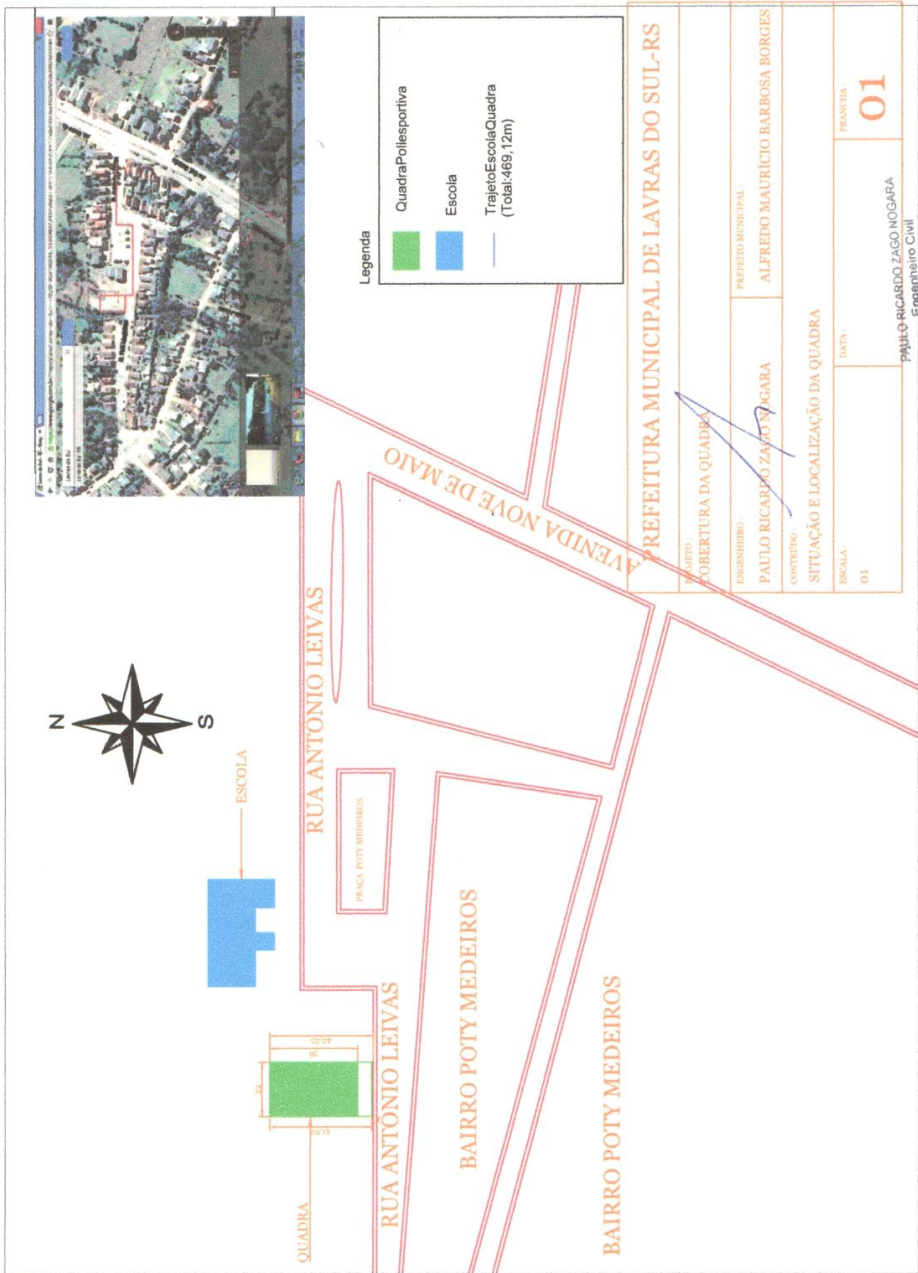 Legenda
QuadraPoliesportiva
Escola
TrajetoEscolaQuadra
(Total:469,12m)
N
S
ESCOLA
QUADRA
22
RUA ANTÔNIO LEIVAS
PRAÇA POTY MEDEIROS
RUA ANTÔNIO LEIVAS
AVENIDA NOVE DE MAIO
BAIRRO POTY MEDEIROS
BAIRRO POTY MEDEIROS
PREFEITURA MUNICIPAL DE LAVRAS DO SUL-RS
PROJETO :
COBERTURA DA QUADRA
ENGENHEIRO :
PAULO RICARDO ZAGO NOGARA
PREFEITO MUNICIPAL
ALFREDO MAURÍCIO BARBOSA BORGES
CONTEÚDO :
SITUAÇÃO E LOCALIZAÇÃO DA QUADRA
ESCALA :
01
DATA :
PRANCHA :
01
PAULO RICARDO ZAGO NOGARA
Engenheiro Civil